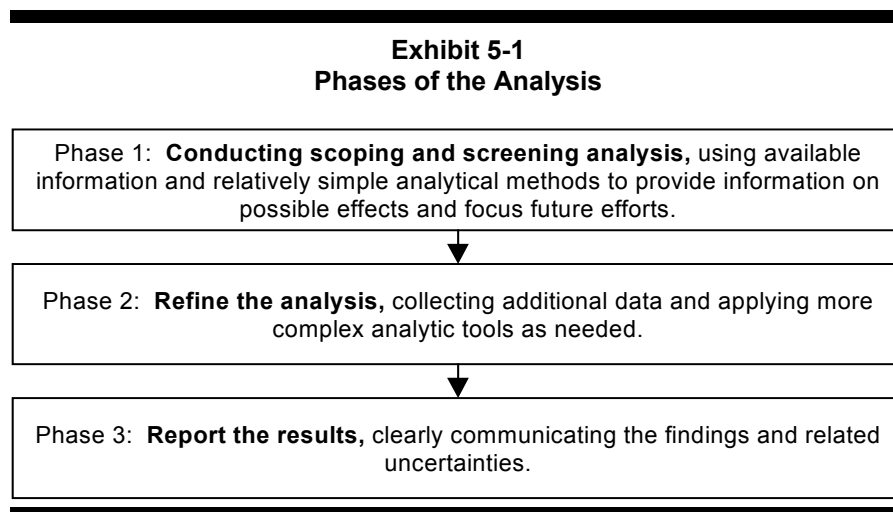 Exhibit 5-1
Phases of the Analysis
Phase 1:  Conducting scoping and screening analysis, using available
information and relatively simple analytical methods to provide information on
possible effects and focus future efforts.
Phase 2:  Refine the analysis, collecting additional data and applying more
complex analytic tools as needed.
Phase 3:  Report the results, clearly communicating the findings and related
uncertainties.